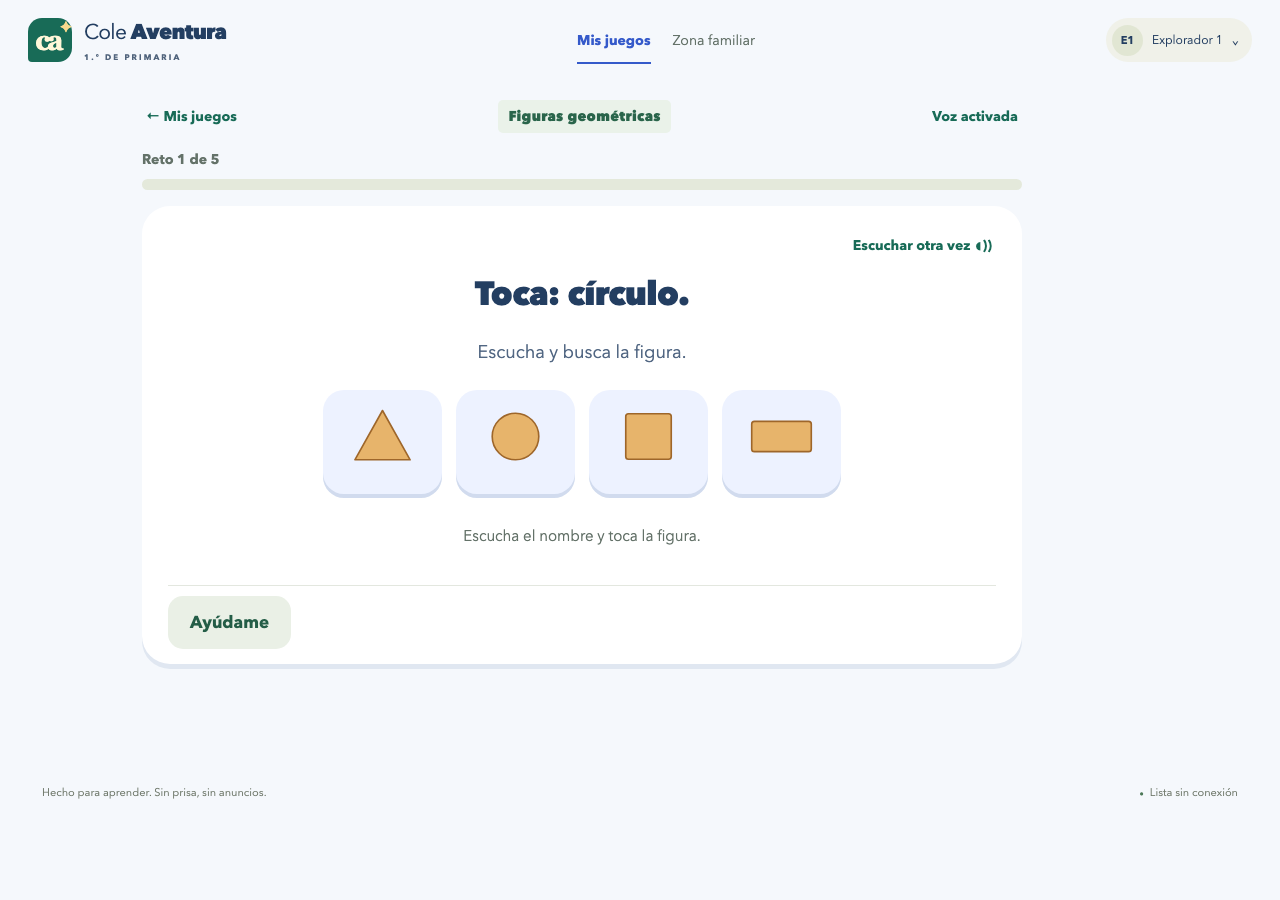 ca
Cole Aventura
1.º DE PRIMARIA
Mis juegos
Zona familiar
E1
Explorador 1
← Mis juegos
Figuras geométricas
Voz activada
Reto 1 de 5
Escuchar otra vez
Toca: círculo.
Escucha y busca la figura.
Escucha el nombre y toca la figura.
Ayúdame
Hecho para aprender. Sin prisa, sin anuncios.
• Lista sin conexión